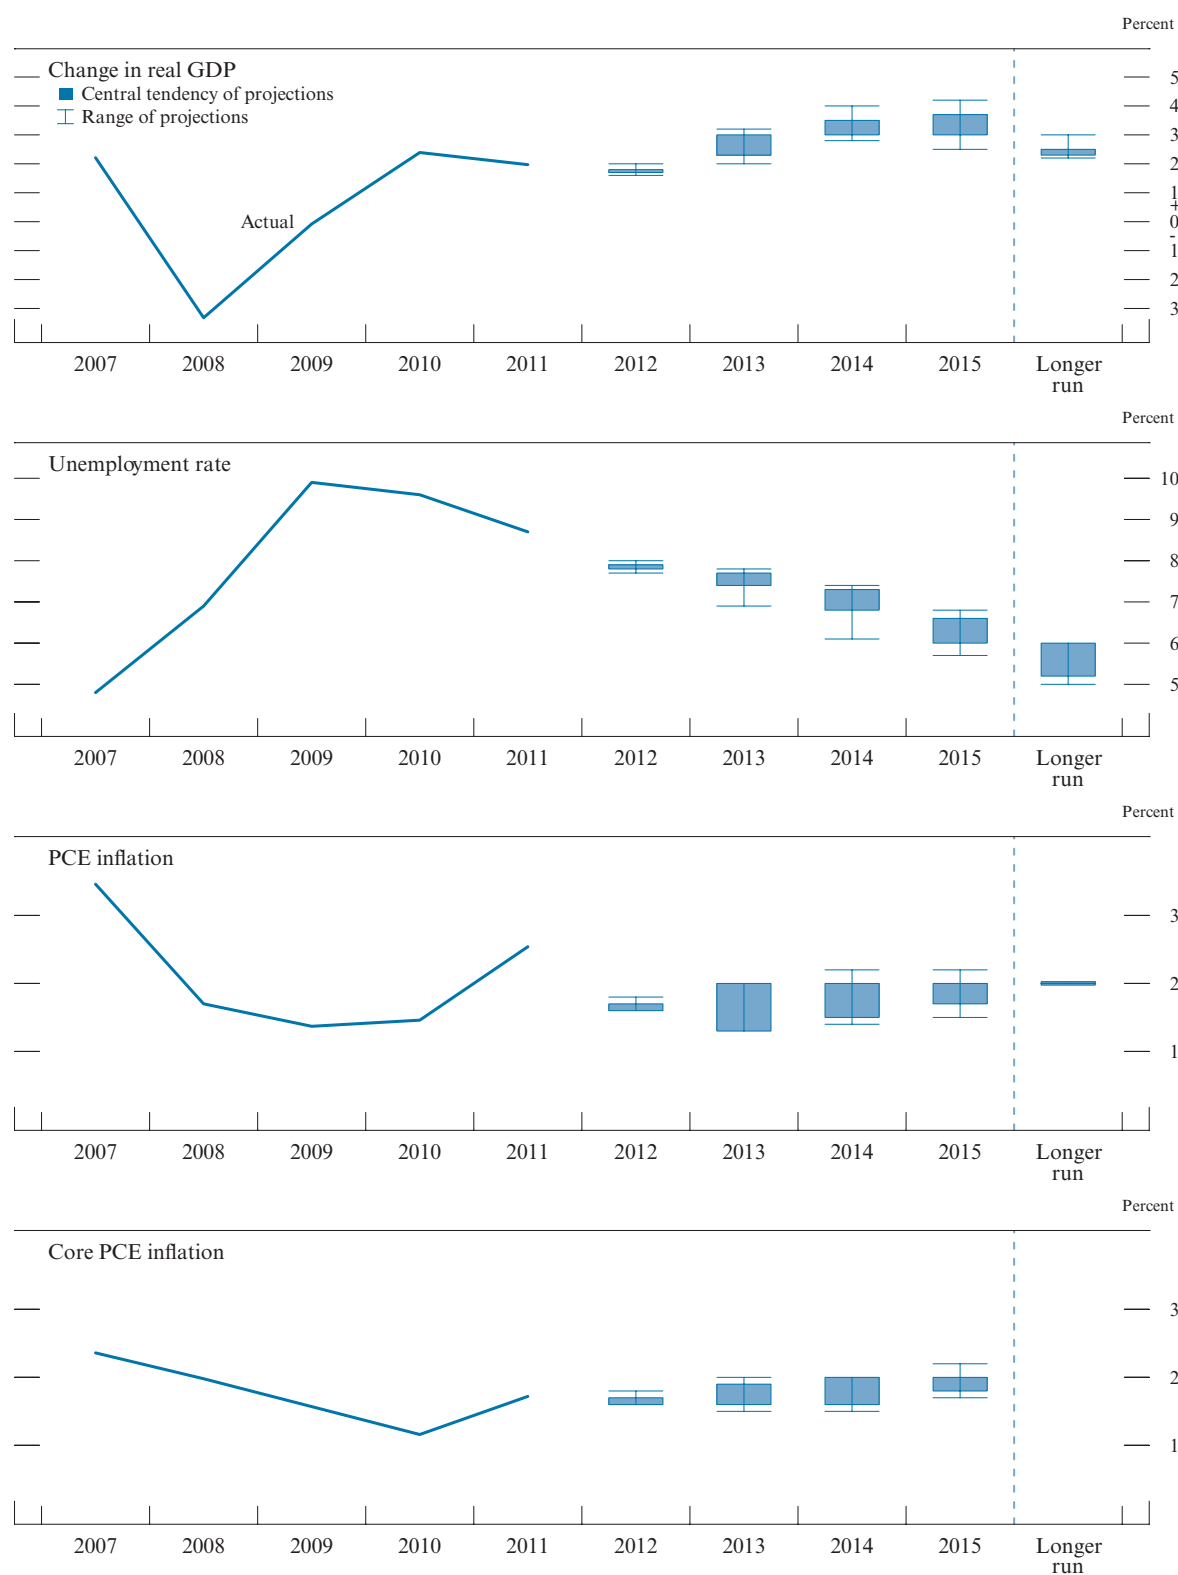 Percent
Change in real GDP
Central tendency of projections
Range of projections
Actual
5
4
3
2
1
+
0
-
1
2
3
2007 2008 2009 2010 2011 2012 2013 2014 2015 Longer
run
Percent
Unemployment rate
10
9
8
7
6
5
2007 2008 2009 2010 2011 2012 2013 2014 2015 Longer
run
Percent
PCE inflation
3
2
1
2007 2008 2009 2010 2011 2012 2013 2014 2015 Longer
run
Percent
Core PCE inflation
3
2
1
2007 2008 2009 2010 2011 2012 2013 2014 2015 Longer
run